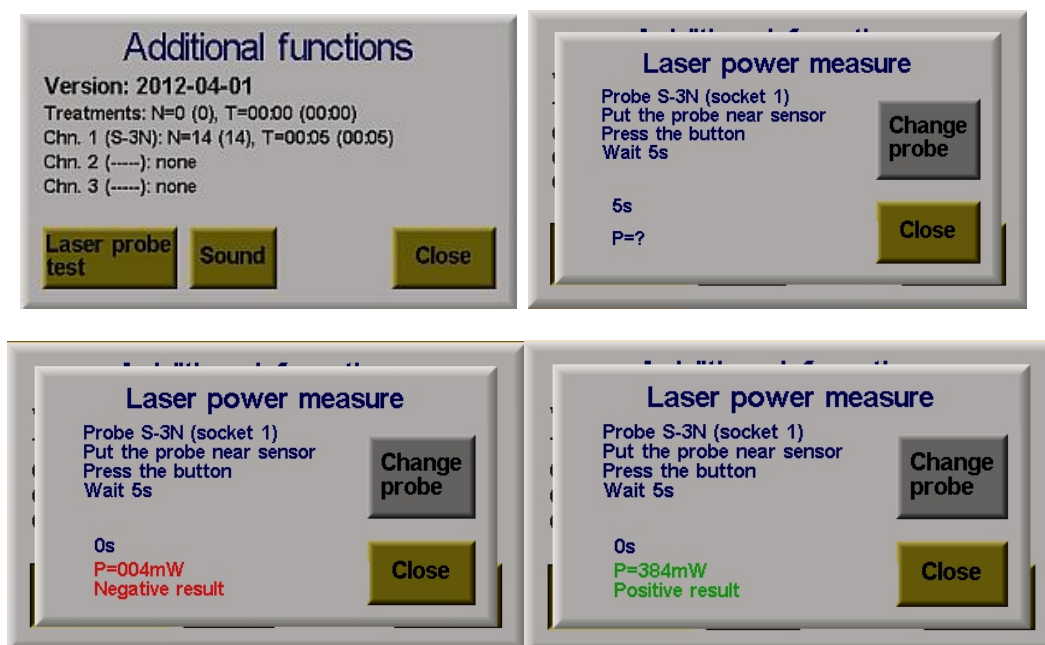 Additional functions
Version: 2012-04-01
Treatments: N=0 (0), T=00:00 (00:00)
Chn. 1 (S-3N): N=14 (14), T=00:05 (00:05)
Chn. 2 (-----): none
Chn. 3 (-----): none
Laser probe
test
Sound
Close
Laser power measure
Probe S-3N (socket 1)
Put the probe near sensor
Press the button
Wait 5s
Change
probe
5s
P=?
Close
Laser power measure
Probe S-3N (socket 1)
Put the probe near sensor
Press the button
Wait 5s
Change
probe
0s
P=004mW
Negative result
Close
Laser power measure
Probe S-3N (socket 1)
Put the probe near sensor
Press the button
Wait 5s
Change
probe
0s
P=384mW
Positive result
Close